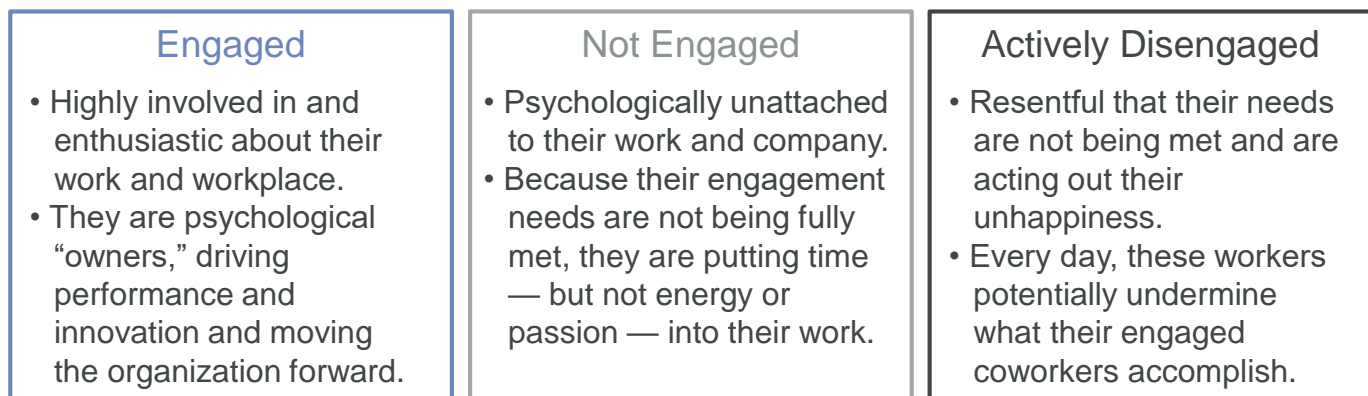 Engaged
• Highly involved in and
enthusiastic about their
work and workplace.
• They are psychological
“owners,” driving
performance and
innovation and moving
the organization forward.
Not Engaged
• Psychologically unattached
to their work and company.
• Because their engagement
needs are not being fully
met, they are putting time
— but not energy or
passion — into their work.
Actively Disengaged
• Resentful that their needs
are not being met and are
acting out their
unhappiness.
• Every day, these workers
potentially undermine
what their engaged
coworkers accomplish.